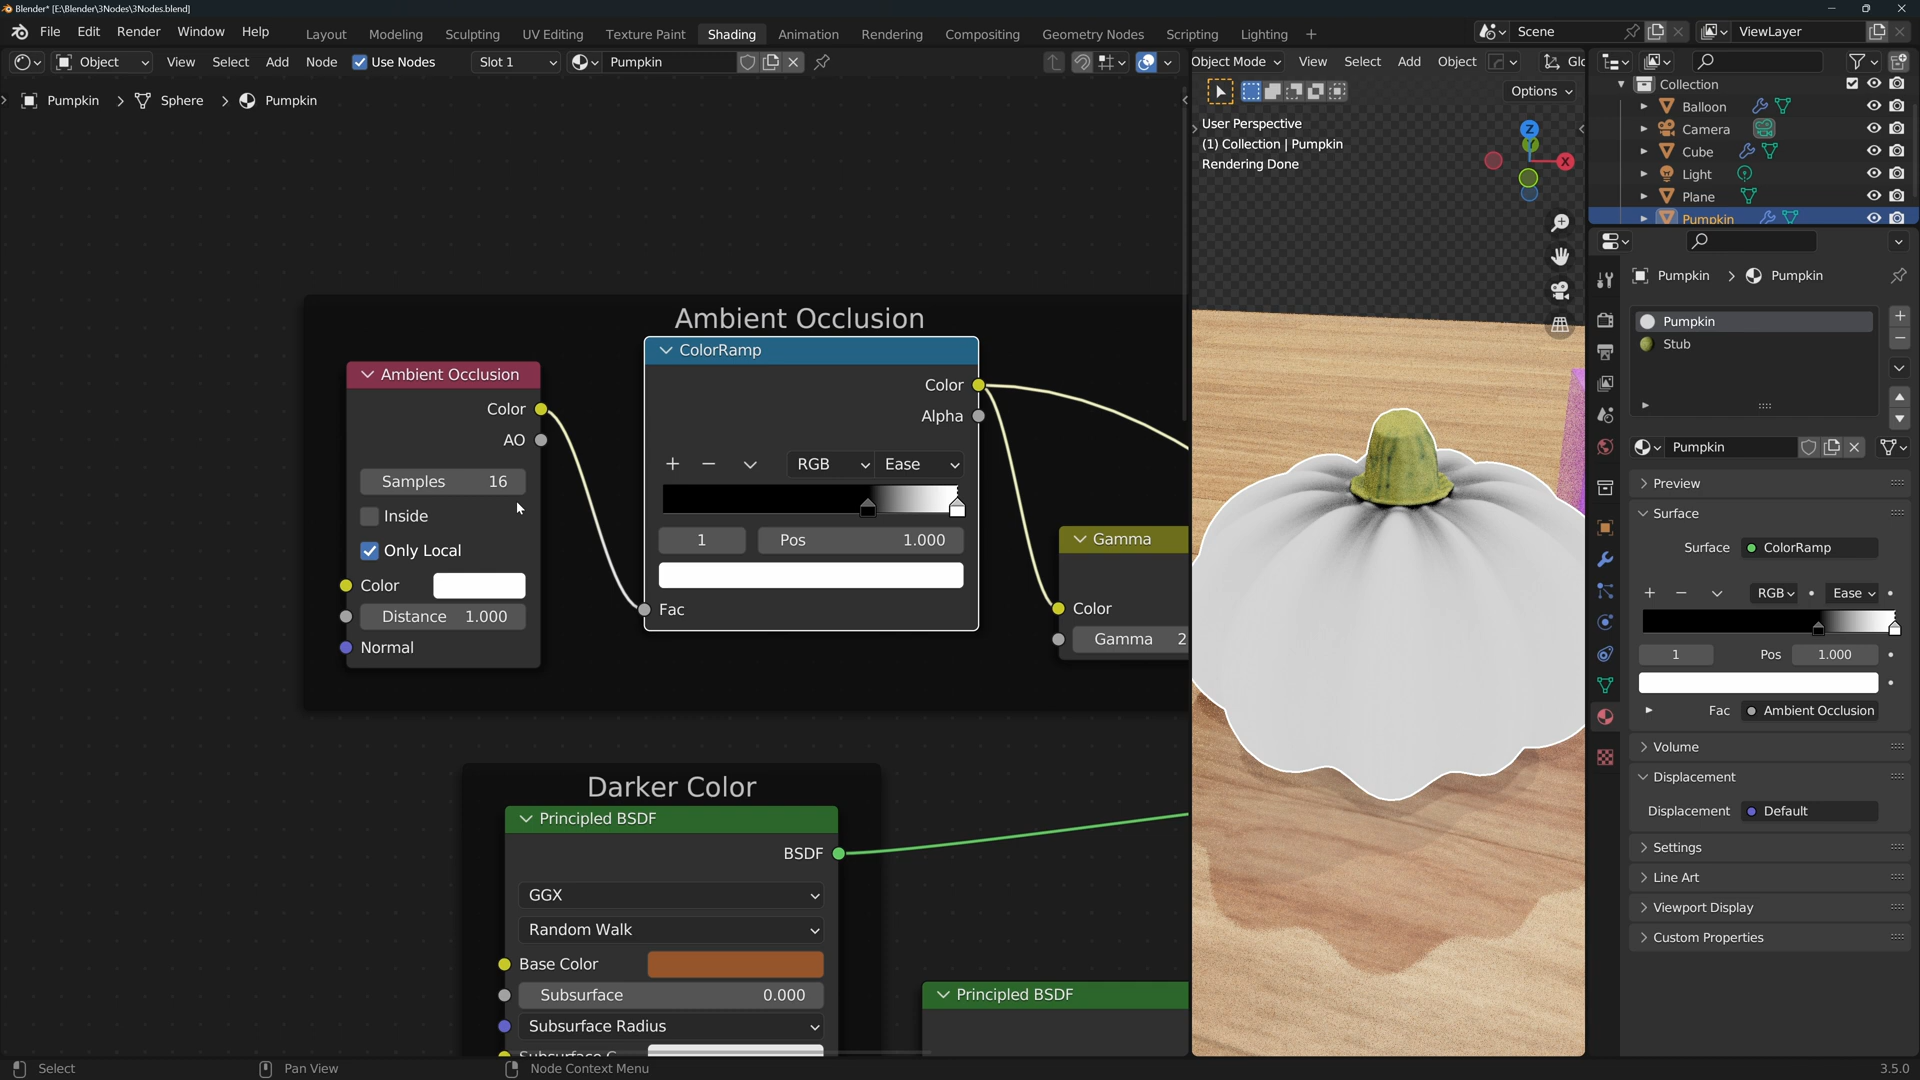 Blender* [E:\Blender\3Nodes\3Nodes.blend]
File Edit Render Window Help
Layout Modeling Sculpting UV Editing Texture Paint Shading Animation Rendering Compositing Geometry Nodes Scripting Lighting +
Scene
ViewLayer
Object View Select Add Node Use Nodes Slot 1 Pumpkin
Object Mode View Select Add Object
Pumpkin > Sphere > Pumpkin
Options
User Perspective
(1) Collection | Pumpkin
Rendering Done
Z
Y
X
Collection
Balloon
Camera
Cube
Light
Plane
Pumpkin
Ambient Occlusion
Ambient Occlusion
Color
AO
Samples 16
Inside
Only Local
Color
Distance 1.000
Normal
ColorRamp
Color
Alpha
RGB Ease
1 Pos 1.000
Fac
Gamma
Color
Gamma 2
Darker Color
Principled BSDF
BSDF
GGX
Random Walk
Base Color
Subsurface 0.000
Subsurface Radius
Principled BSDF
Pumpkin > Pumpkin
Pumpkin
Stub
Pumpkin
Preview
Surface
Surface ColorRamp
RGB Ease
1 Pos 1.000
Fac Ambient Occlusion
Volume
Displacement
Displacement Default
Settings
Line Art
Viewport Display
Custom Properties
Select Pan View Node Context Menu 3.5.0